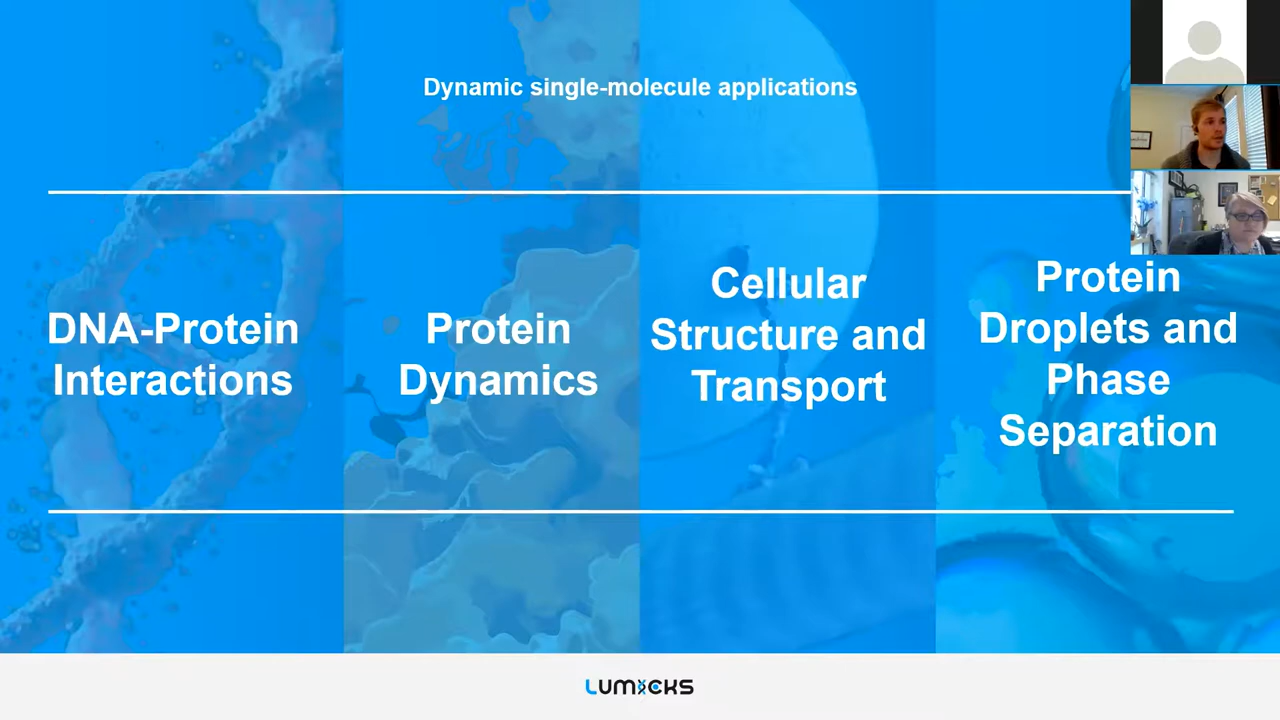 Dynamic single-molecule applications
DNA-Protein
Interactions
Protein
Dynamics
Cellular
Structure and
Transport
Protein
Droplets and
Phase
Separation
LUMICKS